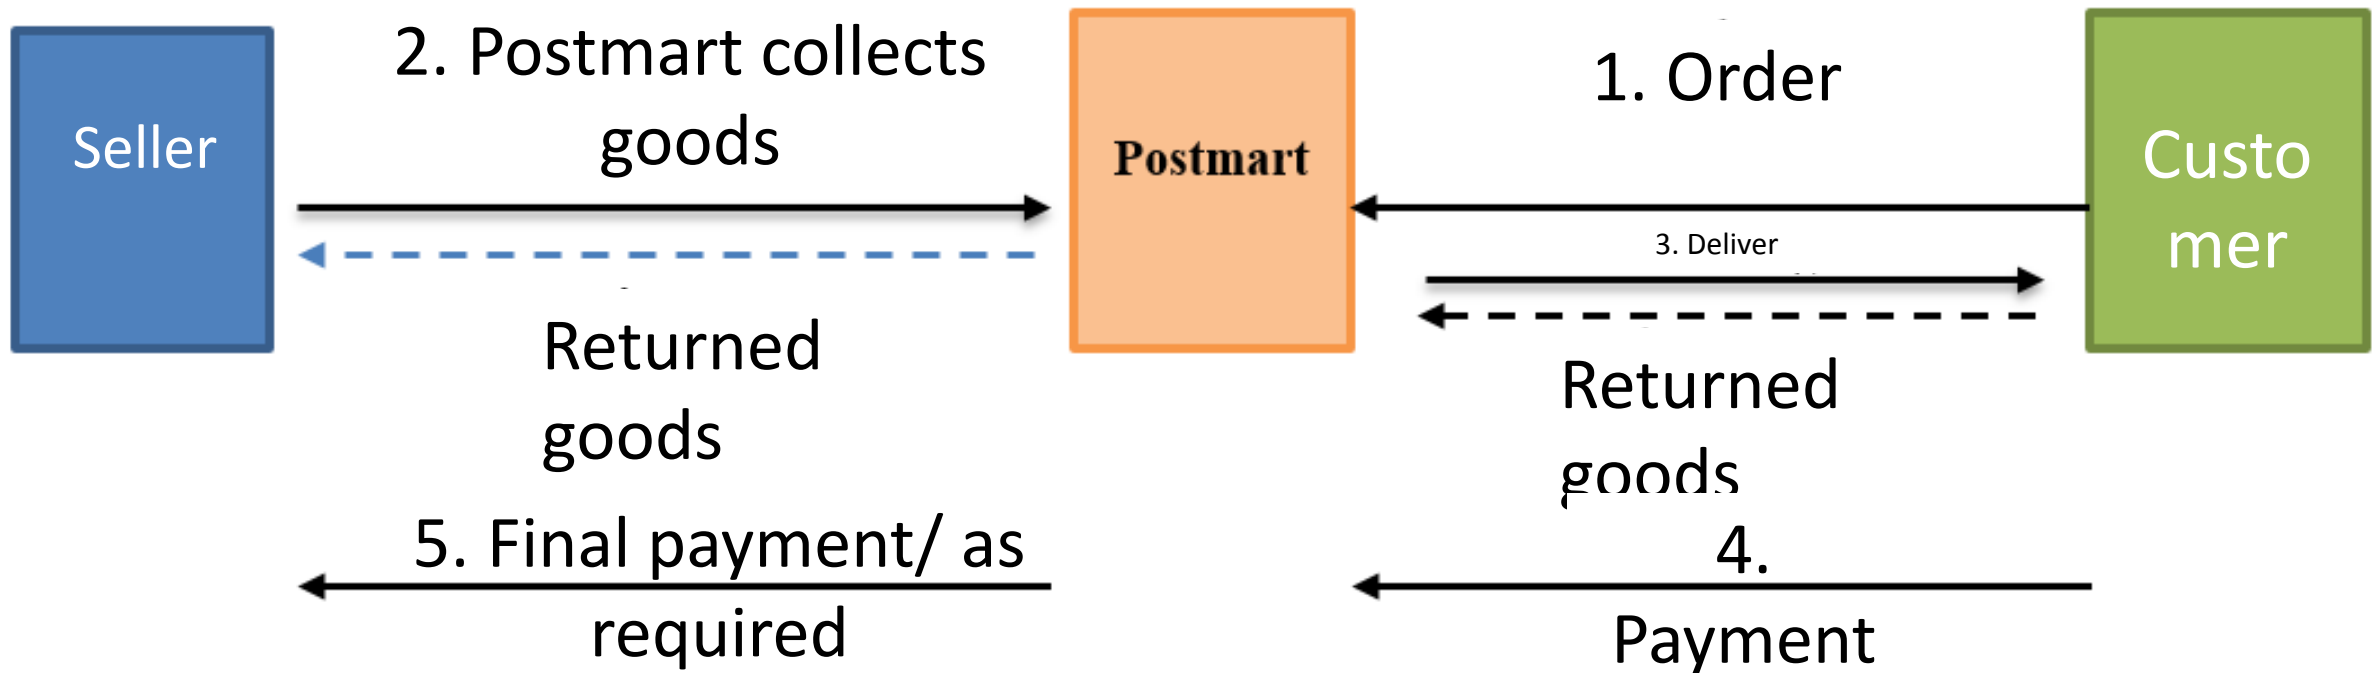 Seller
2. Postmart collects
goods
Postmart
1. Order
Custo
mer
3. Deliver
Returned
goods
Returned
goods
5. Final payment/ as
required
4.
Payment